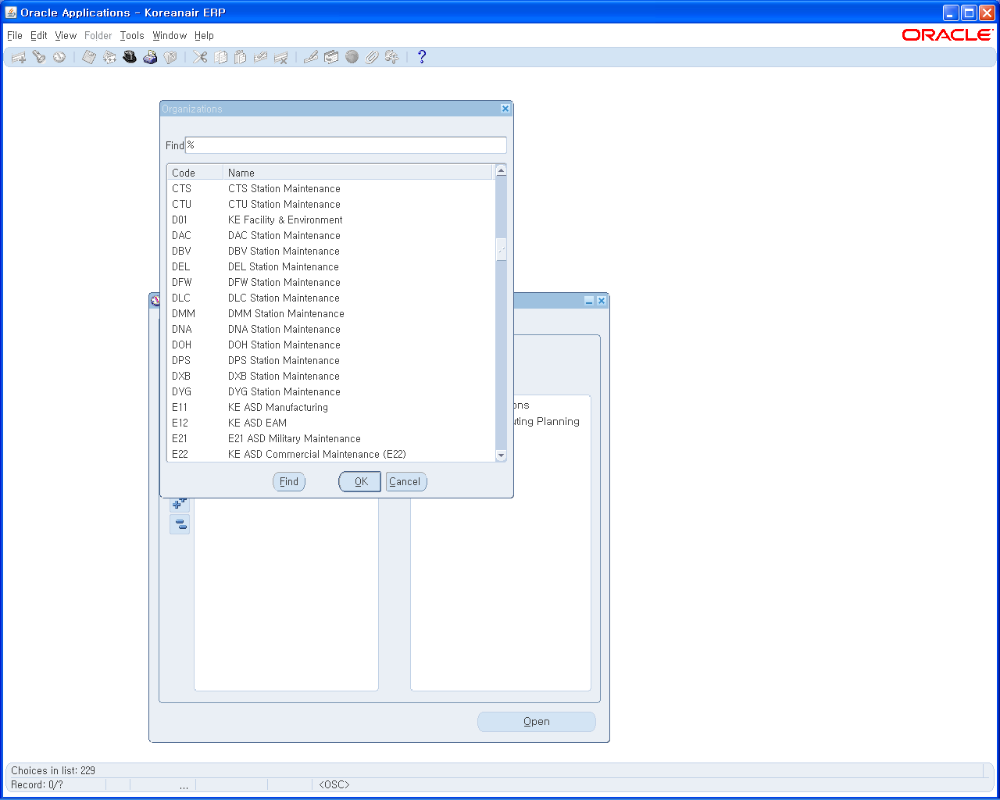 Oracle Applications - Koreanair ERP
File Edit View Folder Tools Window Help
ORACLE
?
Organizations
Find %
Code Name
CTS CTS Station Maintenance
CTU CTU Station Maintenance
D01 KE Facility & Environment
DAC DAC Station Maintenance
DBV DBV Station Maintenance
DEL DEL Station Maintenance
DFW DFW Station Maintenance
DLC DLC Station Maintenance
DMM DMM Station Maintenance
DNA DNA Station Maintenance
DOH DOH Station Maintenance
DPS DPS Station Maintenance
DXB DXB Station Maintenance
DYG DYG Station Maintenance
E11 KE ASD Manufacturing
E12 KE ASD EAM
E21 E21 ASD Military Maintenance
E22 KE ASD Commercial Maintenance (E22)
ons
uting Planning
Find OK Cancel
Open
Choices in list: 229
Record: 0/? ... <OSC>